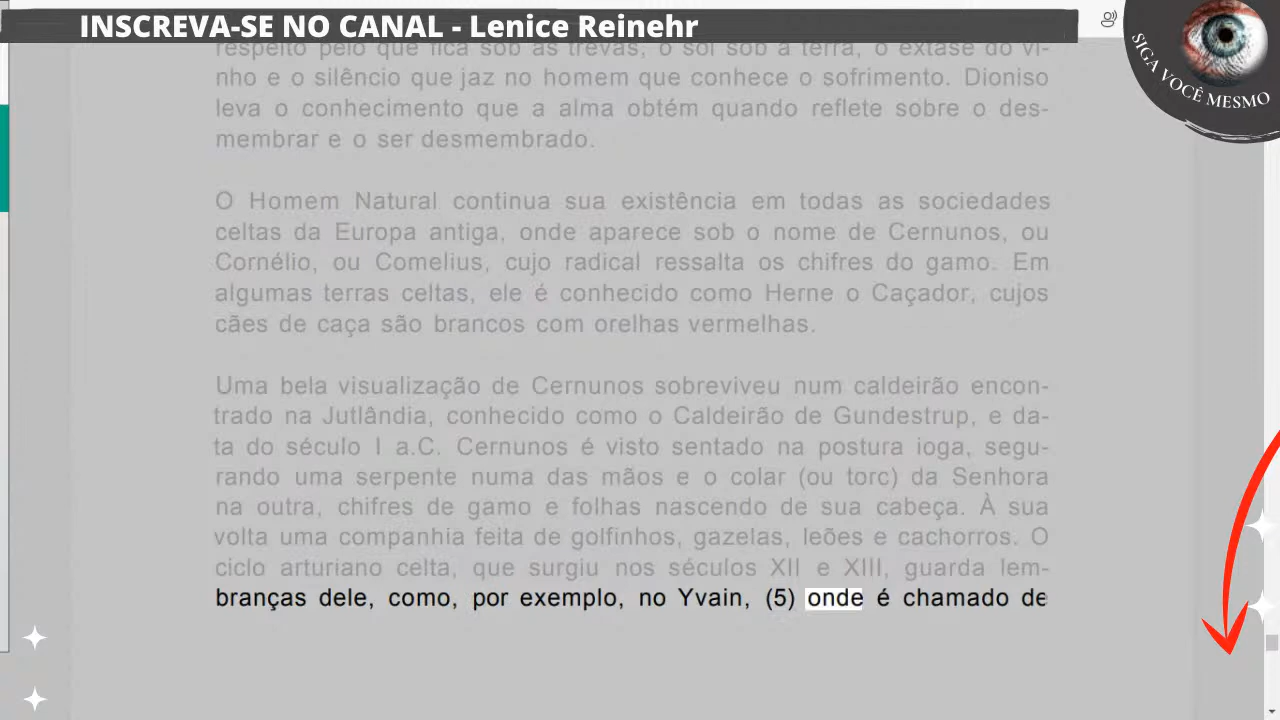 INSCREVA-SE NO CANAL - Lenice Reinehr
SIGA VOCÊ MESMO
respeito pelo que fica sob as trevas, o sol sob a terra, o êxtase do vi-
nho e o silêncio que jaz no homem que conhece o sofrimento. Dioniso
leva o conhecimento que a alma obtém quando reflete sobre o des-
membrar e o ser desmembrado.
O Homem Natural continua sua existência em todas as sociedades
celtas da Europa antiga, onde aparece sob o nome de Cernunos, ou
Cornélio, ou Comelius, cujo radical ressalta os chifres do gamo. Em
algumas terras celtas, ele é conhecido como Herne o Caçador, cujos
cães de caça são brancos com orelhas vermelhas.
Uma bela visualização de Cernunos sobreviveu num caldeirão encon-
trado na Jutlândia, conhecido como o Caldeirão de Gundestrup, e da-
ta do século I a.C. Cernunos é visto sentado na postura ioga, segu-
rando uma serpente numa das mãos e o colar (ou torc) da Senhora
na outra, chifres de gamo e folhas nascendo de sua cabeça. À sua
volta uma companhia feita de golfinhos, gazelas, leões e cachorros. O
ciclo arturiano celta, que surgiu nos séculos XII e XIII, guarda lem-
branças dele, como, por exemplo, no Yvain, (5) onde é chamado de